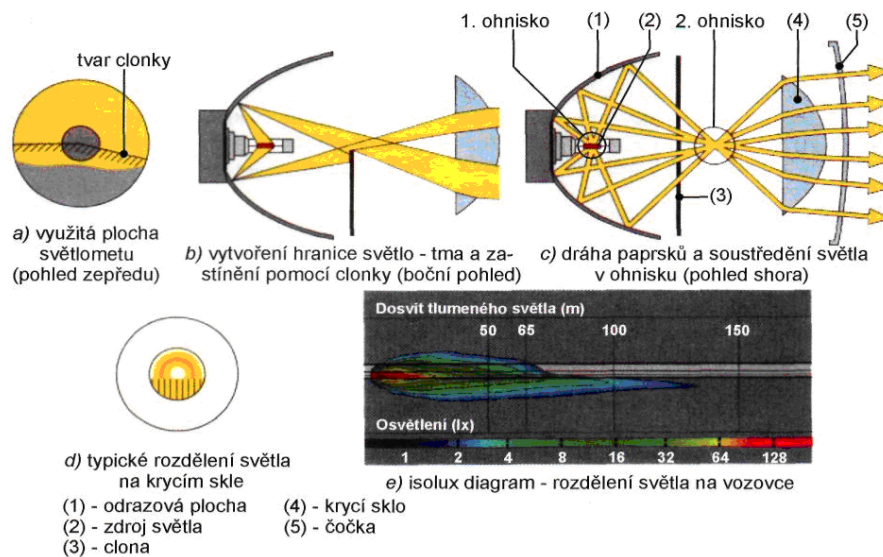 tvar clonky
a) využitá plocha
světlometu
(pohled zepředu)
b) vytvoření hranice světlo - tma a za-
stínění pomocí clonky (boční pohled)
1. ohnisko
(1)
(2)
2. ohnisko
(4)
(5)
(3)
c) dráha paprsků a soustředění světla
v ohnisku (pohled shora)
d) typické rozdělení světla
na krycím skle
Dosvit tlumeného světla (m)
50 65 100 150
Osvětlení (lx)
1 2 4 8 16 32 64 128
e) isolux diagram - rozdělení světla na vozovce
(1) - odrazová plocha
(2) - zdroj světla
(3) - clona
(4) - krycí sklo
(5) - čočka